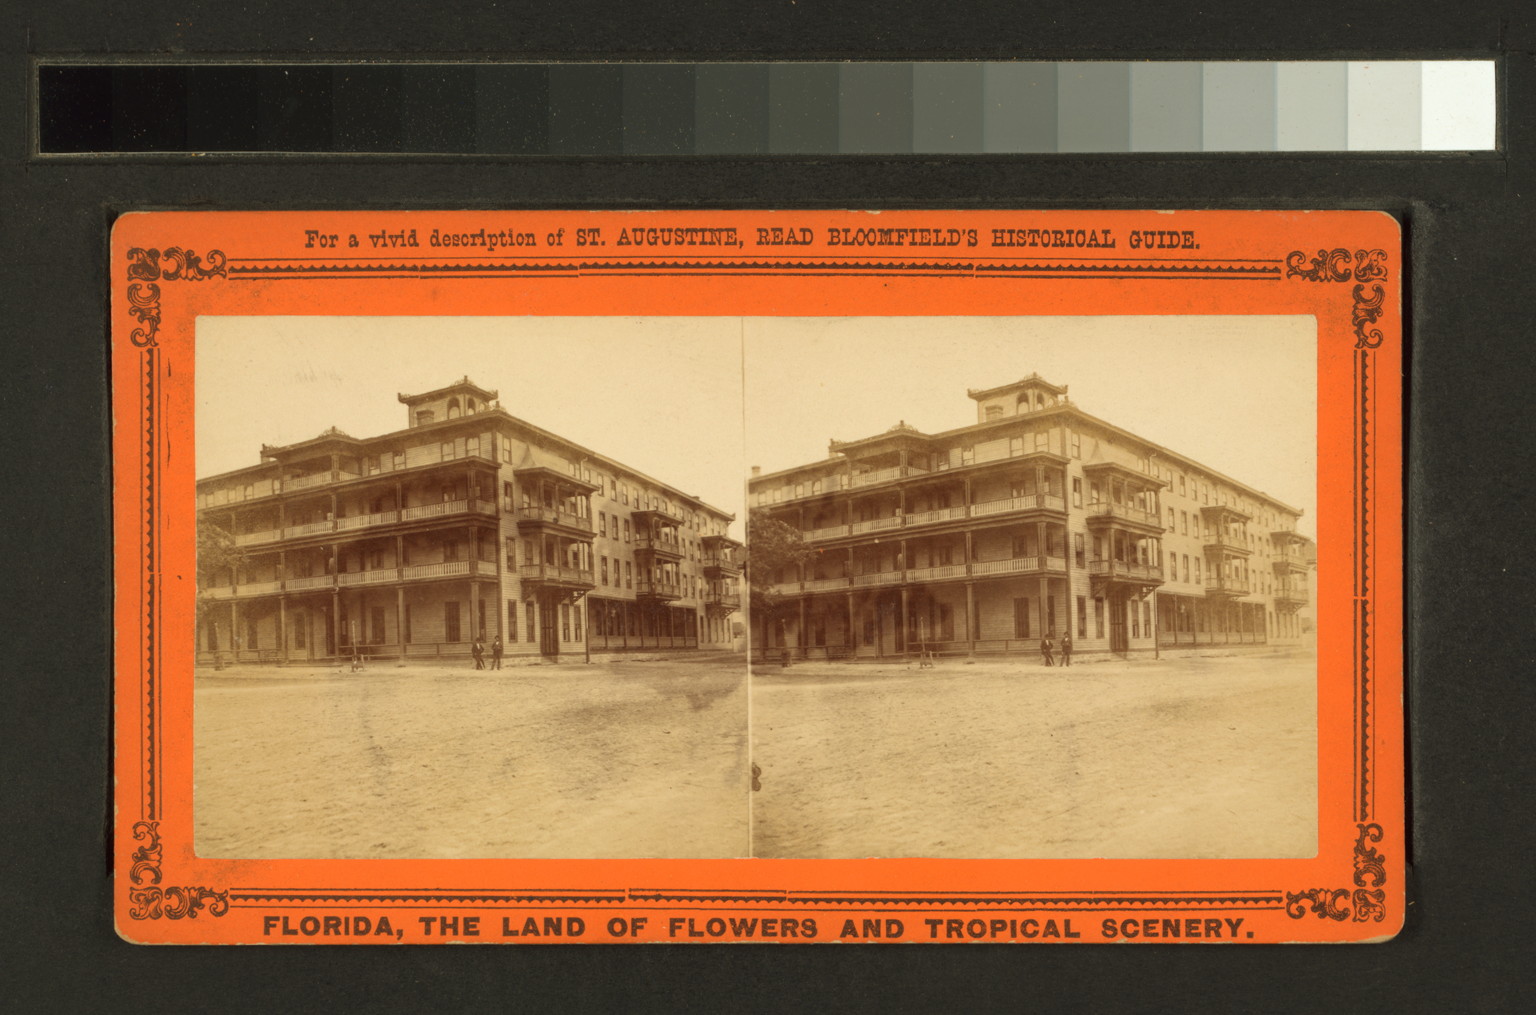 For a vivid description of ST. AUGUSTINE, READ BLOOMFIELD'S HISTORICAL GUIDE.
FLORIDA, THE LAND OF FLOWERS AND TROPICAL SCENERY.